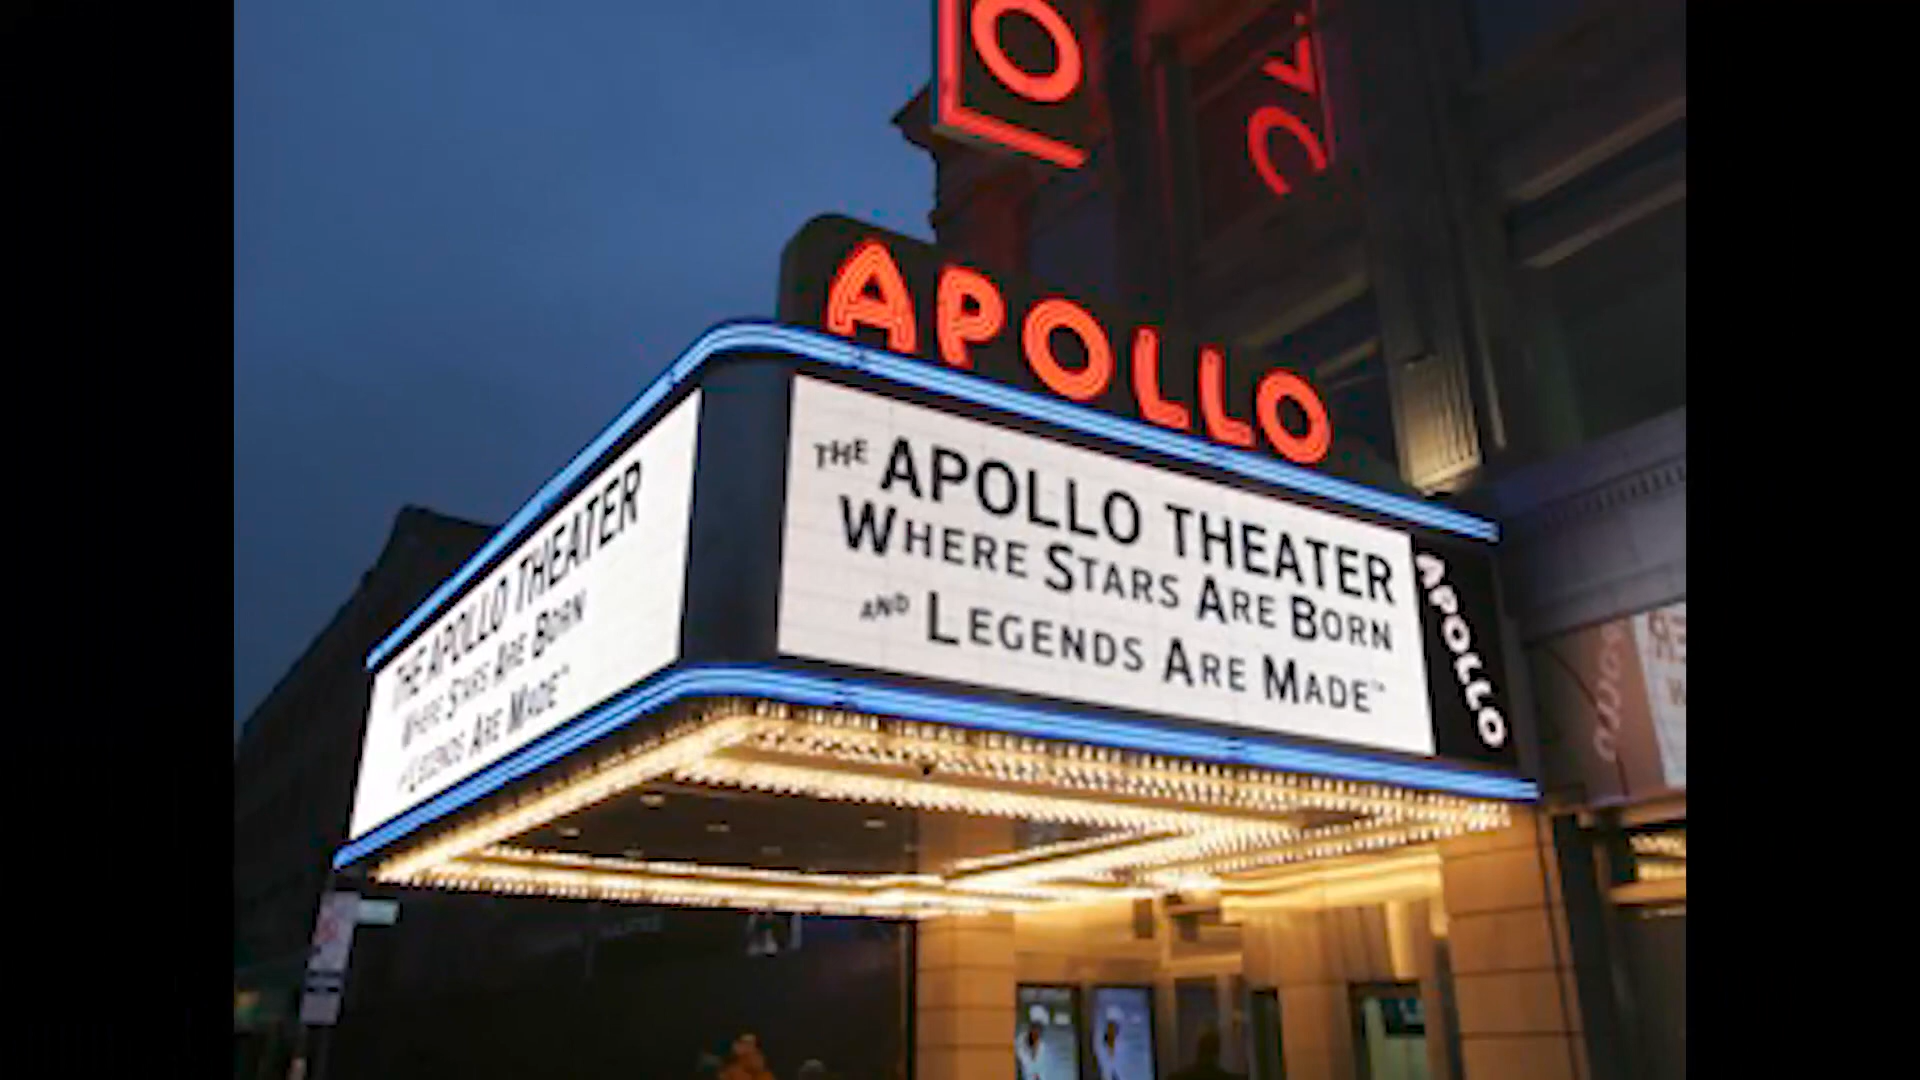 O
APOLLO
THE APOLLO THEATER
WHERE STARS ARE BORN
AND LEGENDS ARE MADE™
APOLLO
THE APOLLO THEATER
WHERE STARS ARE BORN
LEGENDS ARE MADE™